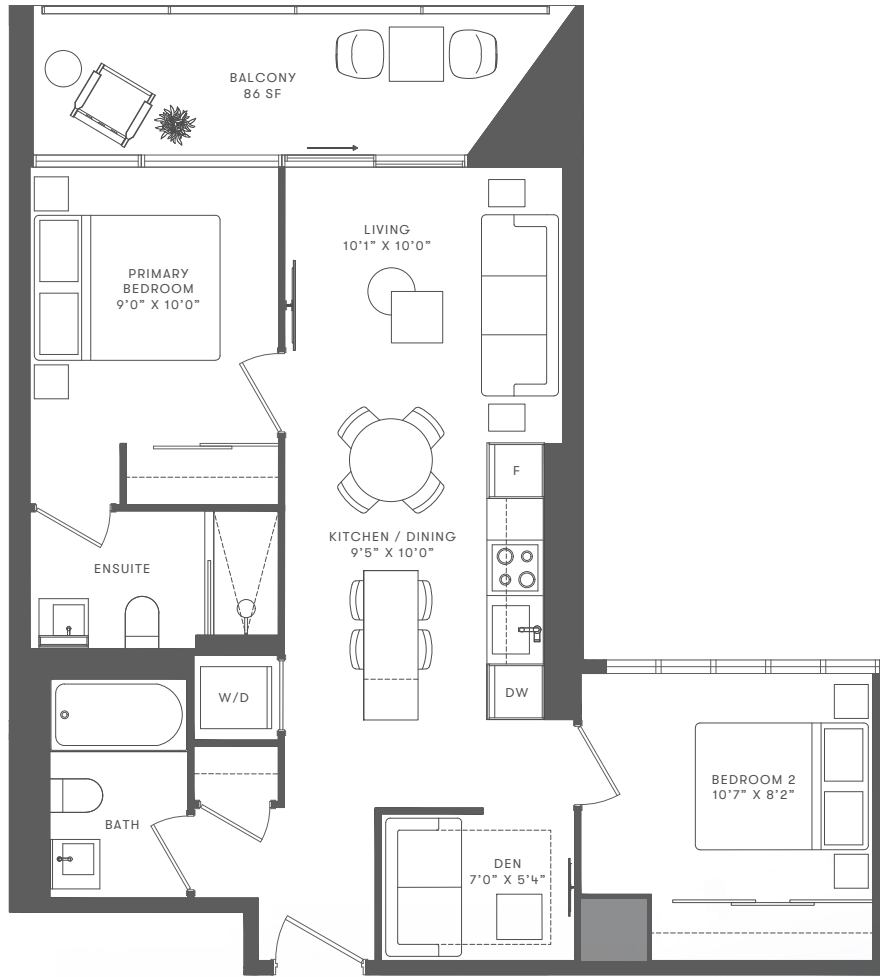 BALCONY
86 SF
LIVING
10’1” X 10’0”
PRIMARY
BEDROOM
9’0” X 10’0”
F
KITCHEN / DINING
9’5” X 10’0”
ENSUITE
W/D
DW
BEDROOM 2
10’7” X 8’2”
BATH
DEN
7’0” X 5’4”